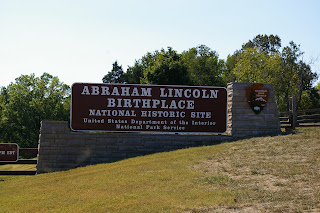 ABRAHAM LINCOLN
BIRTHPLACE
NATIONAL HISTORIC SITE
United States Department of the Interior
National Park Service